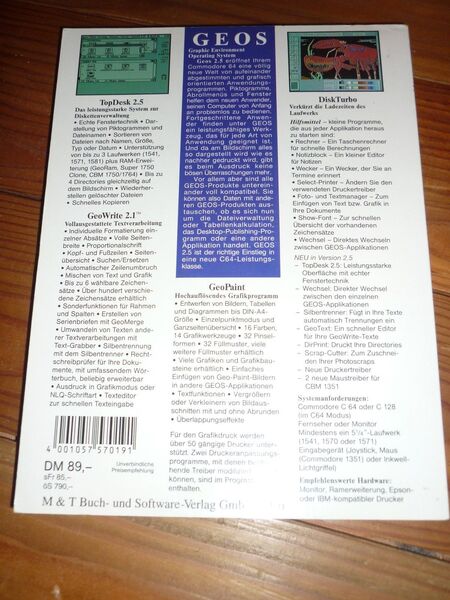 GEOS
Graphic Environment
Operating System
Geos 2.5 eröffnet Ihrem
Commodore 64 eine völlig
neue Welt von aufeinander
abgestimmten und grafisch
orientierten Anwendungs-
programmen. Piktogramme,
Abrollmenüs und Fenster
helfen dem neuen Anwender,
seinen Computer von Anfang
an problemlos zu bedienen.
Fortgeschrittene Anwen-
der finden unter GEOS
ein leistungsfähiges Werk-
zeug, das für jede Art von
Anwendung geeignet ist.
Und da am Bildschirm alles
so dargestellt wird wie es
nachher gedruckt wird, gibt
es beim Ausdruck keine
bösen Überraschungen mehr.
Vor allem aber sind alle
GEOS-Produkte unterein-
ander voll kompatibel. Sie
können also Daten mit ande-
ren GEOS-Produkten aus-
tauschen, ob es sich nun
um die Dateiverwaltung
oder Tabellenkalkulation,
das Desktop-Publishing-Pro-
gramm oder eine andere
Applikation handelt. GEOS
2.5 ist der richtige Einstieg in
eine neue C64-Leistungs-
klasse.
TopDesk 2.5
Das leistungsstarke System zur
Diskettenverwaltung
• Echte Fenstertechnik • Dar-
stellung von Piktogrammen und
Dateinamen • Sortieren von
Dateien nach Namen, Größe,
Typ oder Datum • Unterstützung
von bis zu 3 Laufwerken (1541,
1571, 1581) plus RAM-Erwei-
terung (GeoRam, Super 1750
Clone, CBM 1750/1764) • Bis zu
4 Directories gleichzeitig auf
dem Bildschirm • Wiederher-
stellen gelöschter Dateien
• Schnelles Kopieren
GeoWrite 2.1™
Vollausgestattete Textverarbeitung
• Individuelle Formatierung ein-
zelner Absätze • Volle Seiten-
breite • Proportionalschrift
• Kopf- und Fußzeilen • Seiten-
übersicht • Suchen/Ersetzen
• Automatischer Zeilenumbruch
• Mischen von Text und Grafik
• Bis zu 6 wählbare Zeichen-
sätze • Über hundert verschie-
dene Zeichensätze erhältlich
• Sonderfunktionen für Rahmen
und Spalten • Erstellen von
Serienbriefen mit GeoMerge
• Umwandeln von Texten ande-
rer Textverarbeitungen mit
Text-Grabber • Silbentrennung
mit dem Silbentrenner • Recht-
schreibprüfer für Ihre Doku-
mente, mit umfassendem Wör-
terbuch, beliebig erweiterbar
• Ausdruck in Grafikmodus oder
NLQ-Schriftart • Texteditor
zur schnellen Texteingabe
GeoPaint
Hochauflösendes Grafikprogramm
• Entwerfen von Bildern, Tabellen
und Diagrammen bis DIN-A4-
Größe • Einzelpunktmodus und
Ganzseitenübersicht • 16 Farben,
14 Grafikwerkzeuge • 32 Pinsel-
formen • 32 Füllmuster, viele
weitere Füllmuster erhältlich
• Viele Grafiken und Grafikbau-
steine erhältlich • Einfaches
Einfügen von Geo-Paint-Bildern
in andere GEOS-Applikationen
• Textfunktionen • Vergrößern
oder Verkleinern von Bildaus-
schnitten mit und ohne Abrunden
• Überlappungseffekte
Für den Grafikdruck werden
über 50 gängige Drucker unter-
stützt. Zwei Druckeranpassungs-
programme, mit denen
hende Treiber modifiziert
können, sind im Programm
enthalten.
DiskTurbo
Verkürzt die Ladezeiten des
Laufwerks
Hilfmittel – kleine Programme,
die aus jeder Applikation heraus
zu starten sind:
• Rechner – Ein Taschenrechner
für schnelle Berechnungen
• Notizblock – Ein kleiner Editor
für Notizen
• Wecker – Ein Wecker, der Sie an
Termine erinnert
• Select-Printer – Ändern Sie den
verwendeten Druckertreiber
• Foto- und Textmanager – Zum
Einfügen von Text bzw. Grafik in
Ihre Dokumente
• Show-Font – Zur schnellen
Übersicht der vorhandenen
Zeichensätze
• Wechsel – Direktes Wechseln
zwischen GEOS-Applikationen
NEU in Version 2.5
– TopDesk 2.5: Leistungsstarke
Oberfläche mit echter
Fenstertechnik.
– Wechsel: Direkter Wechsel
zwischen den einzelnen
GEOS-Applikationen
– Silbentrenner: Fügt in Ihre Texte
automatisch Trennungen ein.
– GeoText: Ein schneller Editor
für Ihre GeoWrite-Texte
– DirPrint: Druckt Ihre Directories
– Scrap-Cutter: Zum Zuschnei-
den Ihrer Photoscraps
– Neue Druckertreiber
– 2 neue Maustreiber für
CBM 1351
Systemanforderungen:
Commodore C 64 oder C 128
(im C64 Modus)
Fernseher oder Monitor
Mindestens ein 5¼"-Laufwerk
(1541, 1570 oder 1571)
Eingabegerät (Joystick, Maus
(Commodore 1351) oder Inkwell-
Lichtgriffel)
Empfehlenswerte Hardware:
Monitor, Ramerweiterung, Epson-
oder IBM-kompatibler Drucker
4 001057 570191
DM 89,–
sFr 85,–
öS 790,–
Unverbindliche
Preisempfehlung
M & T Buch- und Software-Verlag